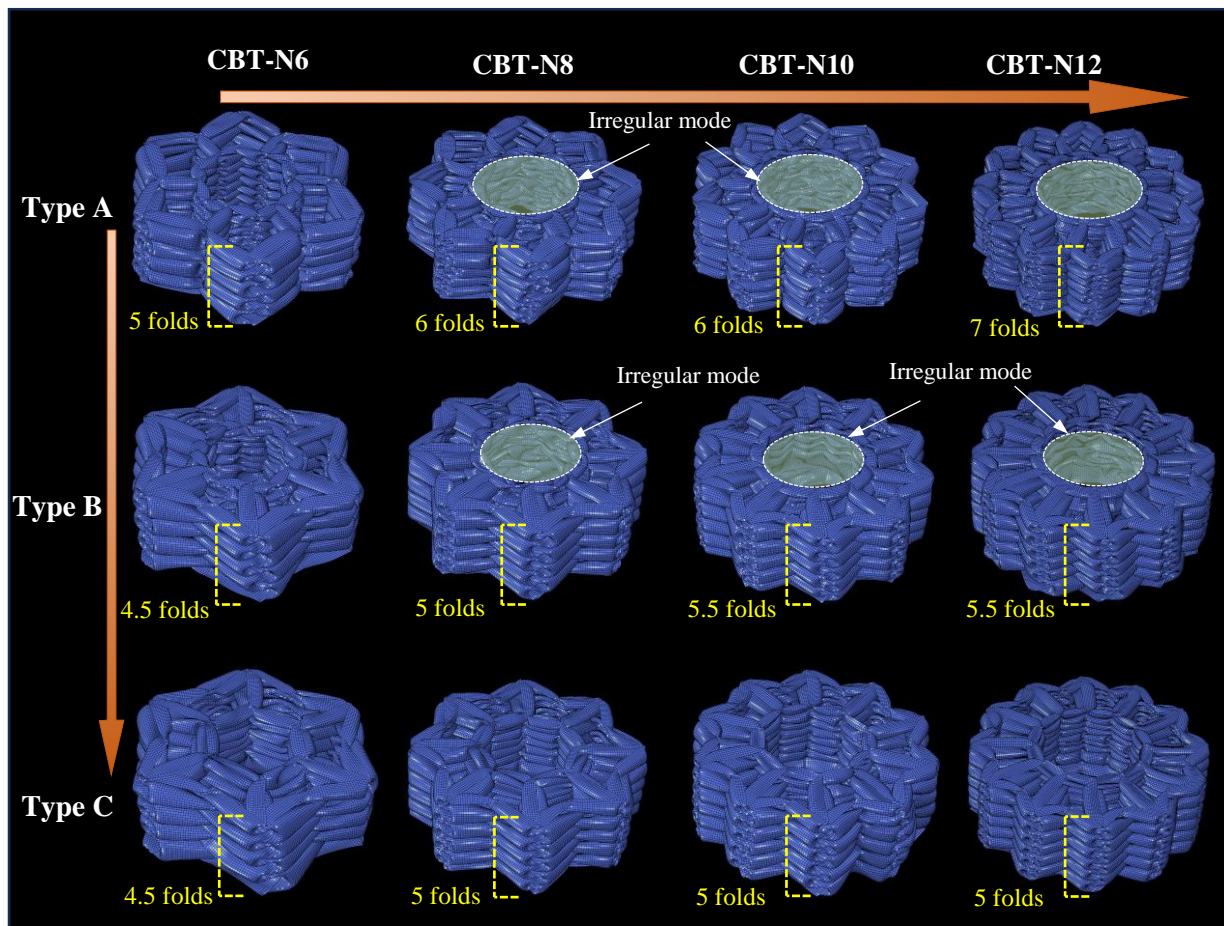 CBT-N6
CBT-N8
CBT-N10
CBT-N12
Irregular mode
Type A
5 folds
6 folds
6 folds
7 folds
Irregular mode
Irregular mode
Type B
4.5 folds
5 folds
5.5 folds
5.5 folds
Type C
4.5 folds
5 folds
5 folds
5 folds